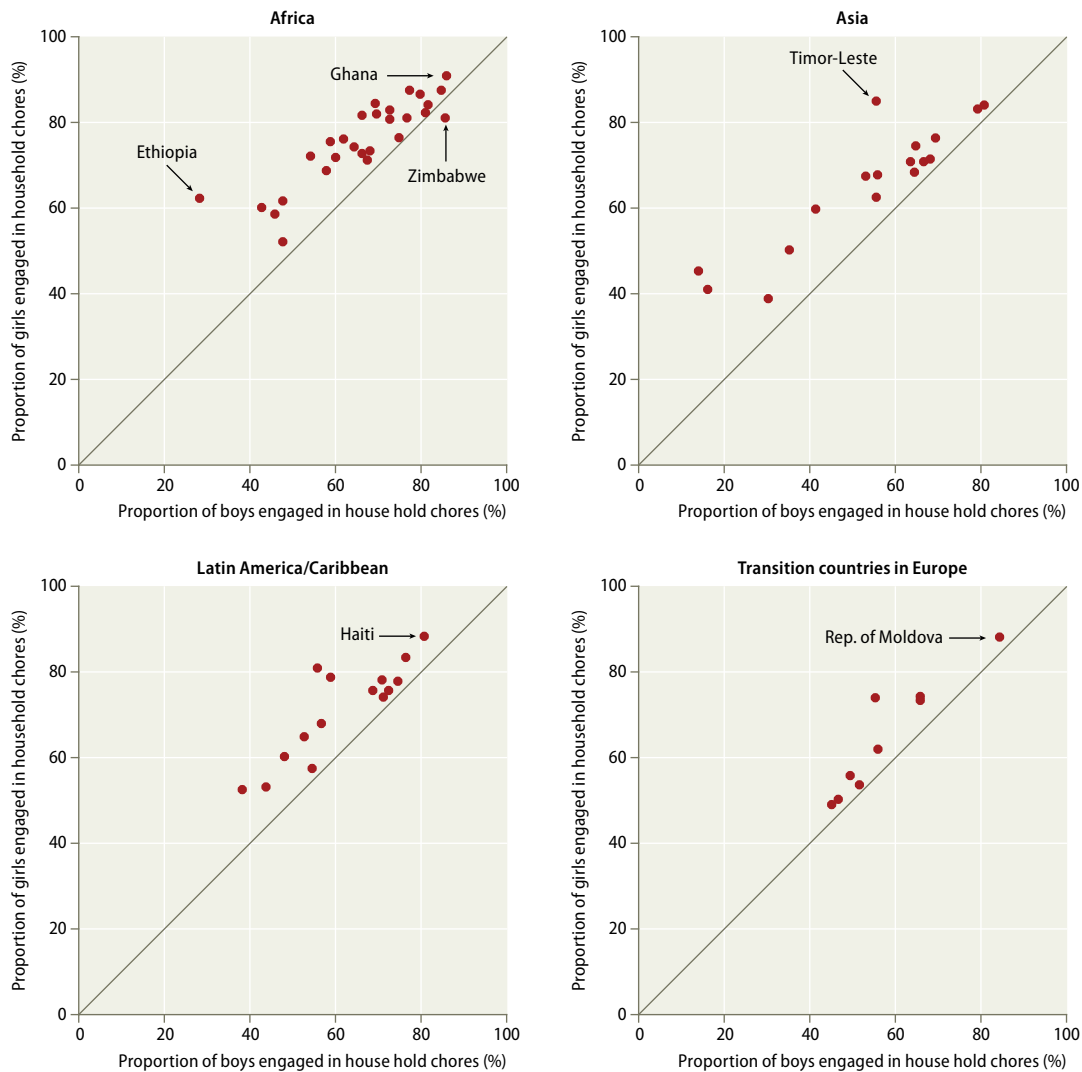 Africa
Proportion of girls engaged in household chores (%)
100
80
60
40
20
0
Ghana
Ethiopia
Zimbabwe
0 20 40 60 80 100
Proportion of boys engaged in house hold chores (%)
Asia
Proportion of girls engaged in household chores (%)
100
80
60
40
20
0
Timor-Leste
0 20 40 60 80 100
Proportion of boys engaged in house hold chores (%)
Latin America/Caribbean
Proportion of girls engaged in household chores (%)
100
80
60
40
20
0
Haiti
0 20 40 60 80 100
Proportion of boys engaged in house hold chores (%)
Transition countries in Europe
Proportion of girls engaged in household chores (%)
100
80
60
40
20
0
Rep. of Moldova
0 20 40 60 80 100
Proportion of boys engaged in house hold chores (%)